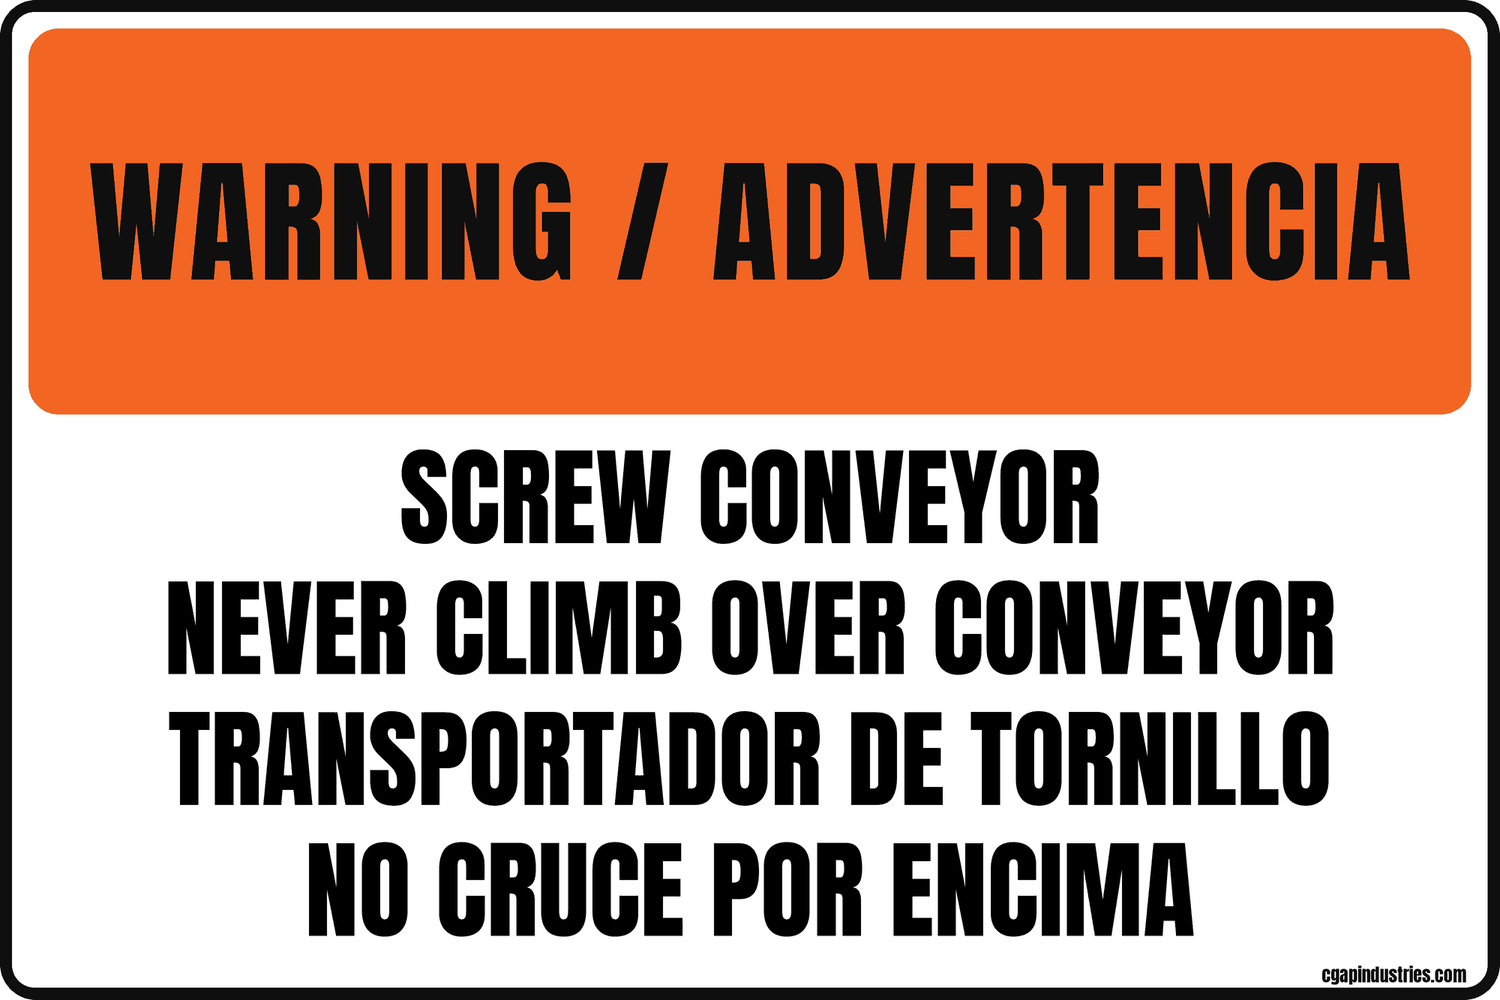 WARNING / ADVERTENCIA
SCREW CONVEYOR
NEVER CLIMB OVER CONVEYOR
TRANSPORTADOR DE TORNILLO
NO CRUCE POR ENCIMA
cgapindustries.com